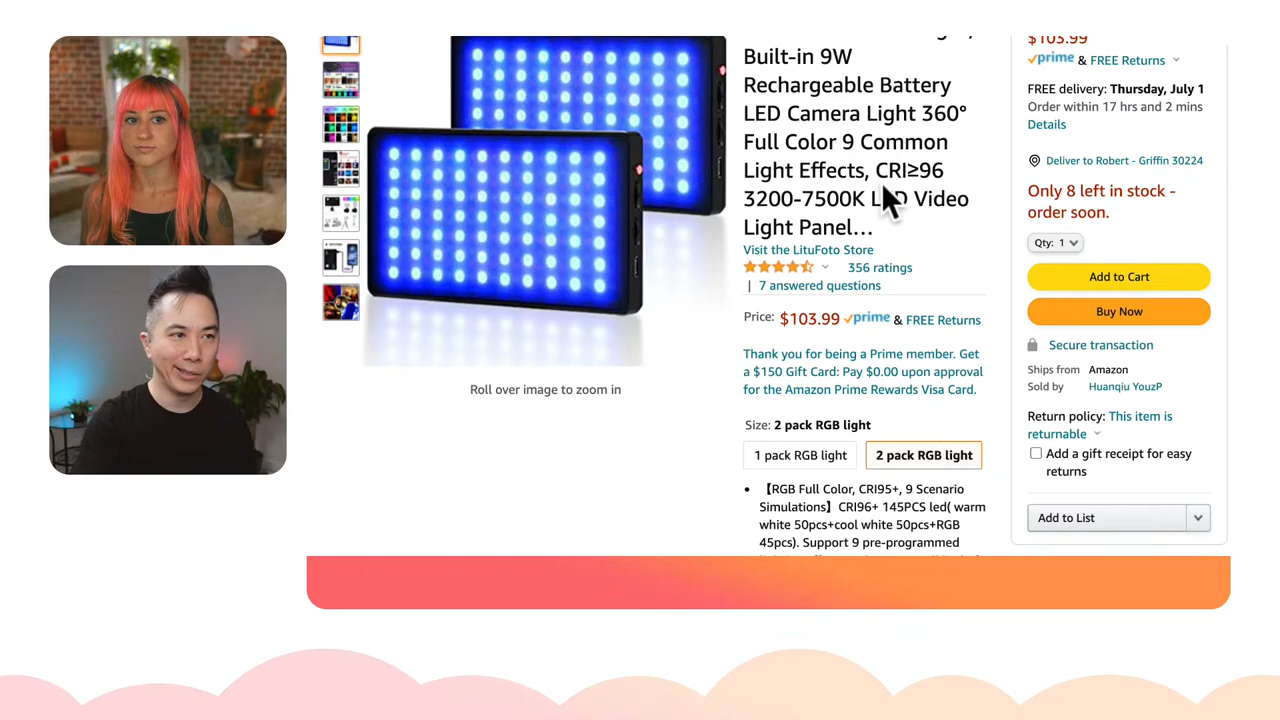 Built-in 9W
Rechargeable Battery
LED Camera Light 360°
Full Color 9 Common
Light Effects, CRI≥96
3200-7500K LED Video
Light Panel…
Visit the LituFoto Store
356 ratings
| 7 answered questions
Price: $103.99 prime & FREE Returns
Thank you for being a Prime member. Get
a $150 Gift Card: Pay $0.00 upon approval
for the Amazon Prime Rewards Visa Card.
Size: 2 pack RGB light
1 pack RGB light
2 pack RGB light
• 【RGB Full Color, CRI95+, 9 Scenario
Simulations】CRI96+ 145PCS led( warm
white 50pcs+cool white 50pcs+RGB
45pcs). Support 9 pre-programmed
Roll over image to zoom in
$103.99
prime & FREE Returns
FREE delivery: Thursday, July 1
Order within 17 hrs and 2 mins
Details
Deliver to Robert - Griffin 30224
Only 8 left in stock -
order soon.
Qty: 1
Add to Cart
Buy Now
Secure transaction
Ships from Amazon
Sold by Huanqiu YouzP
Return policy: This item is
returnable
Add a gift receipt for easy
returns
Add to List